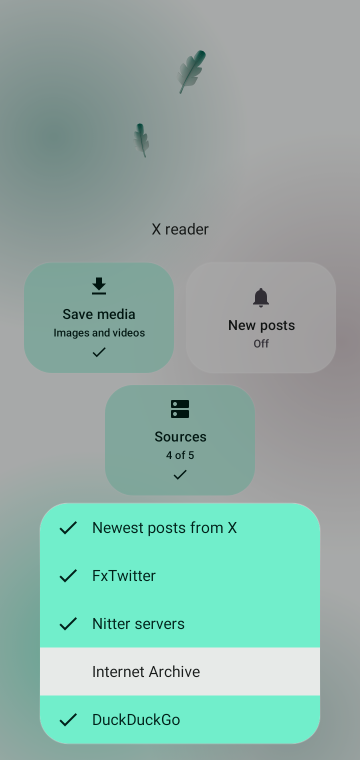 X reader
Save media
Images and videos
New posts
Off
Sources
4 of 5
Newest posts from X
FxTwitter
Nitter servers
Internet Archive
DuckDuckGo